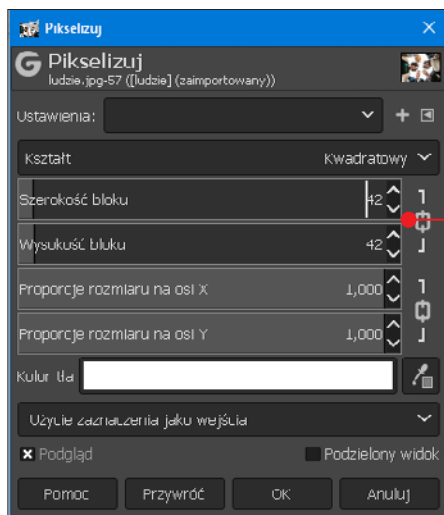 Pikselizuj
Pikselizuj
ludzie.jpg-57 ([ludzie] (zaimportowany))
Ustawienia:
Kształt Kwadratowy
Szerokość bloku 42
Wysokość bloku 42
Proporcje rozmiaru na osi X 1,000
Proporcje rozmiaru na osi Y 1,000
Kolor tła
Użycie zaznaczenia jako wejścia
Podgląd Podzielony widok
Pomoc Przywróć OK Anuluj